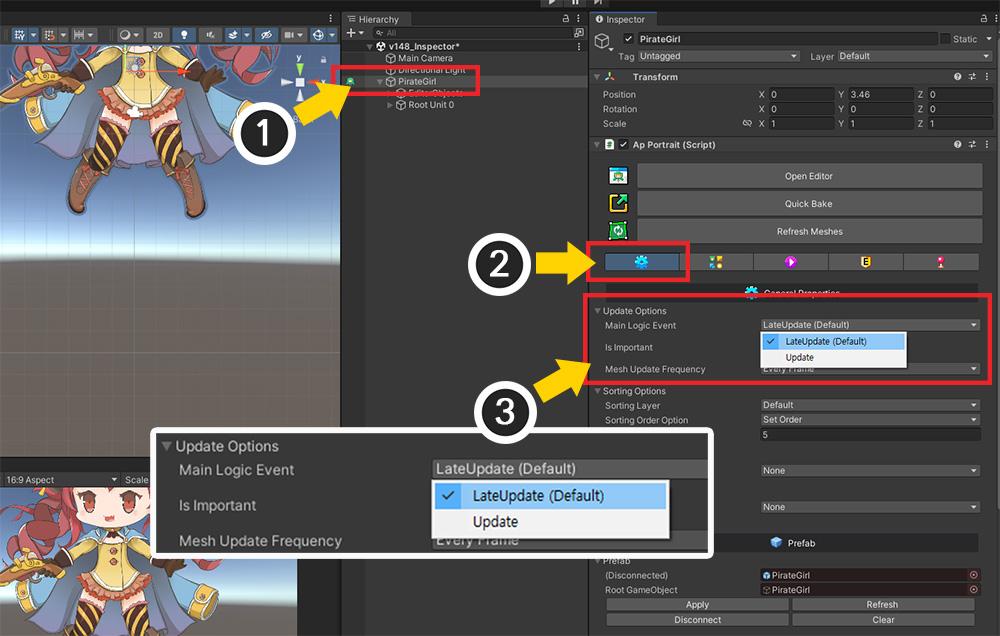 2D
16:9 Aspect
Scale
y
x
Hierarchy
All
v148_Inspector*
Main Camera
Directional Light
PirateGirl
Editor Objects
Root Unit 0
1
2
3
Inspector
PirateGirl
Static
Tag
Untagged
Layer
Default
Transform
Position
X 0
Y 3.46
Z 0
Rotation
X 0
Y 0
Z 0
Scale
X 1
Y 1
Z 1
Ap Portrait (Script)
Open Editor
Quick Bake
Refresh Meshes
E
General Properties
Update Options
Main Logic Event
LateUpdate (Default)
LateUpdate (Default)
Is Important
Update
Mesh Update Frequency
Every Frame
Sorting Options
Sorting Layer
Default
Sorting Order Option
Set Order
5
None
None
Update Options
Main Logic Event
LateUpdate (Default)
LateUpdate (Default)
Is Important
Update
Mesh Update Frequency
Every Frame
Prefab
Prefab
(Disconnected)
PirateGirl
Root GameObject
PirateGirl
Apply
Refresh
Disconnect
Clear